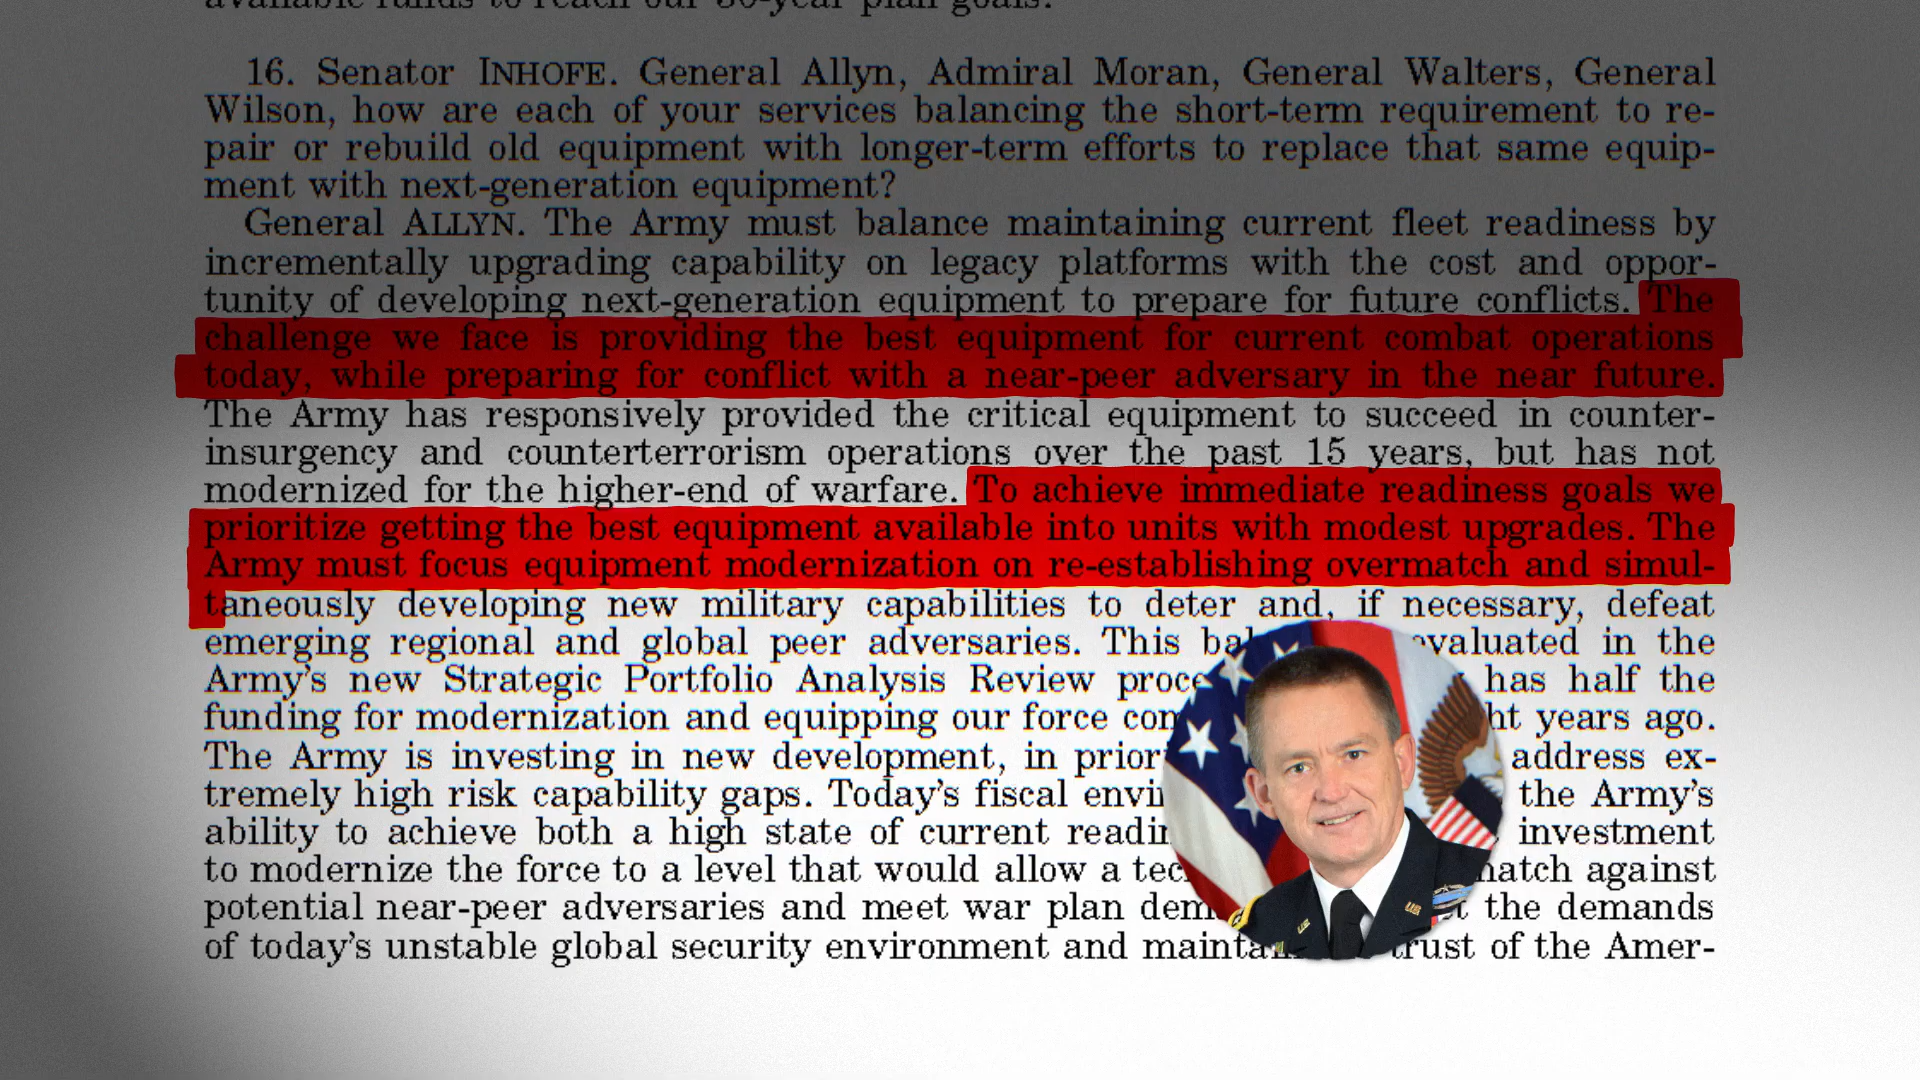 available funds to reach our 30-year plan goals.
16. Senator INHOFE. General Allyn, Admiral Moran, General Walters, General
Wilson, how are each of your services balancing the short-term requirement to re-
pair or rebuild old equipment with longer-term efforts to replace that same equip-
ment with next-generation equipment?
General ALLYN. The Army must balance maintaining current fleet readiness by
incrementally upgrading capability on legacy platforms with the cost and oppor-
tunity of developing next-generation equipment to prepare for future conflicts. The
challenge we face is providing the best equipment for current combat operations
today, while preparing for conflict with a near-peer adversary in the near future.
The Army has responsively provided the critical equipment to succeed in counter-
insurgency and counterterrorism operations over the past 15 years, but has not
modernized for the higher-end of warfare. To achieve immediate readiness goals we
prioritize getting the best equipment available into units with modest upgrades. The
Army must focus equipment modernization on re-establishing overmatch and simul-
taneously developing new military capabilities to deter and, if necessary, defeat
emerging regional and global peer adversaries. This evaluated in the
Army's new Strategic Portfolio Analysis Review has half the
funding for modernization and equipping our force years ago.
The Army is investing in new development, in address ex-
tremely high risk capability gaps. Today's fiscal the Army's
ability to achieve both a high state of current investment
to modernize the force to a level that would allow a against
potential near-peer adversaries and meet war plan the demands
of today's unstable global security environment and trust of the Amer-